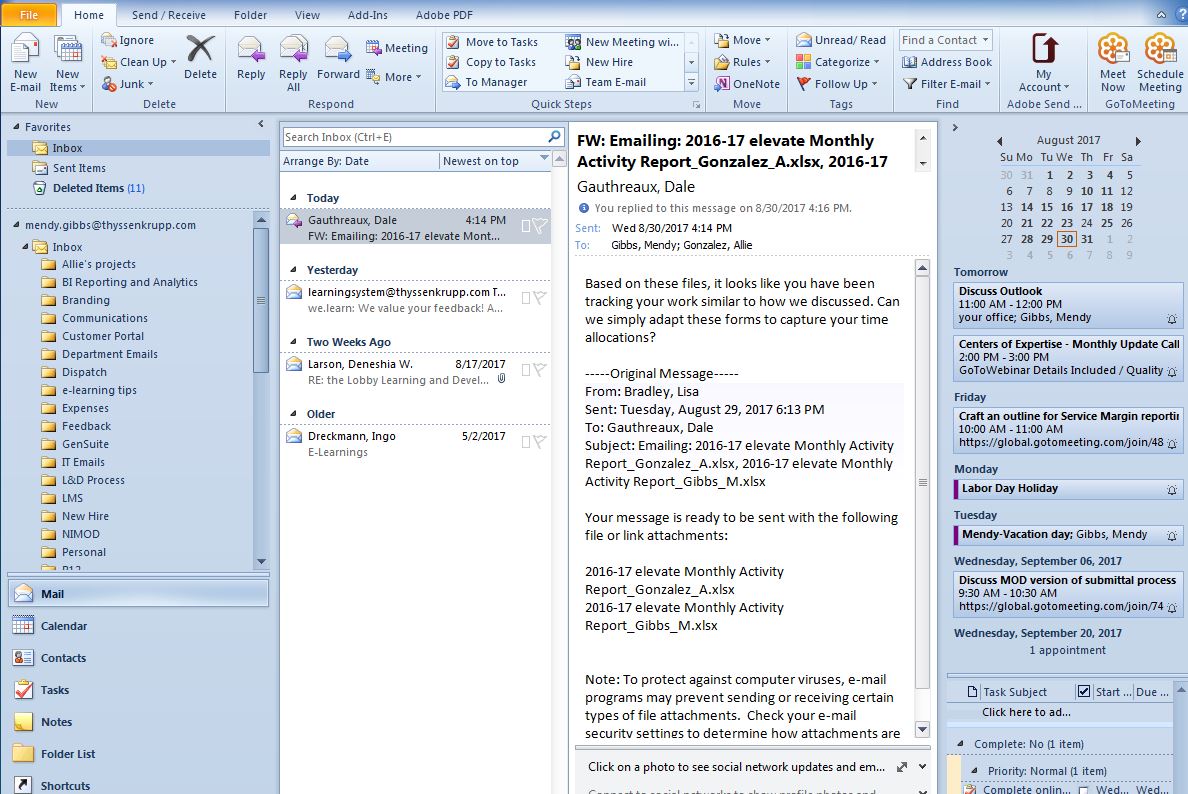 File Home Send / Receive Folder View Add-Ins Adobe PDF
New E-mail
New Items
New
Ignore
Clean Up
Junk
Delete
Delete
Reply
Reply All
Forward
Meeting
More
Respond
Move to Tasks
Copy to Tasks
To Manager
New Meeting wi...
New Hire
Team E-mail
Quick Steps
Move
Rules
OneNote
Move
Unread/ Read
Categorize
Follow Up
Tags
Find a Contact
Address Book
Filter E-mail
Find
My Account
Adobe Send ...
Meet Now
Schedule Meeting
GoToMeeting
Favorites
Inbox
Sent Items
Deleted Items (11)
mendy.gibbs@thyssenkrupp.com
Inbox
Allie's projects
BI Reporting and Analytics
Branding
Communications
Customer Portal
Department Emails
Dispatch
e-learning tips
Expenses
Feedback
GenSuite
IT Emails
L&D Process
LMS
New Hire
NIMOD
Personal
Mail
Calendar
Contacts
Tasks
Notes
Folder List
Shortcuts
Search Inbox (Ctrl+E)
Arrange By: Date Newest on top
Today
Gauthreaux, Dale 4:14 PM
FW: Emailing: 2016-17 elevate Mont...
Yesterday
learningsystem@thyssenkrupp.com T...
we.learn: We value your feedback! A...
Two Weeks Ago
Larson, Deneshia W. 8/17/2017
RE: the Lobby Learning and Devel...
Older
Dreckmann, Ingo 5/2/2017
E-Learnings
FW: Emailing: 2016-17 elevate Monthly
Activity Report_Gonzalez_A.xlsx, 2016-17
Gauthreaux, Dale
You replied to this message on 8/30/2017 4:16 PM.
Sent: Wed 8/30/2017 4:14 PM
To: Gibbs, Mendy; Gonzalez, Allie
Based on these files, it looks like you have been
tracking your work similar to how we discussed. Can
we simply adapt these forms to capture your time
allocations?
-----Original Message-----
From: Bradley, Lisa
Sent: Tuesday, August 29, 2017 6:13 PM
To: Gauthreaux, Dale
Subject: Emailing: 2016-17 elevate Monthly Activity
Report_Gonzalez_A.xlsx, 2016-17 elevate Monthly
Activity Report_Gibbs_M.xlsx
Your message is ready to be sent with the following
file or link attachments:
2016-17 elevate Monthly Activity
Report_Gonzalez_A.xlsx
2016-17 elevate Monthly Activity
Report_Gibbs_M.xlsx
Note: To protect against computer viruses, e-mail
programs may prevent sending or receiving certain
types of file attachments. Check your e-mail
security settings to determine how attachments are
Click on a photo to see social network updates and em...
August 2017
Su Mo Tu We Th Fr Sa
30 31 1 2 3 4 5
6 7 8 9 10 11 12
13 14 15 16 17 18 19
20 21 22 23 24 25 26
27 28 29 30 31 1 2
3 4 5 6 7 8 9
Tomorrow
Discuss Outlook
11:00 AM - 12:00 PM
your office; Gibbs, Mendy
Centers of Expertise - Monthly Update Call
2:00 PM - 3:00 PM
GoToWebinar Details Included / Quality
Friday
Craft an outline for Service Margin reportin
10:00 AM - 11:00 AM
https://global.gotomeeting.com/join/48
Monday
Labor Day Holiday
Tuesday
Mendy-Vacation day; Gibbs, Mendy
Wednesday, September 06, 2017
Discuss MOD version of submittal process
9:30 AM - 10:30 AM
https://global.gotomeeting.com/join/74
Wednesday, September 20, 2017
1 appointment
Task Subject Start ... Due ...
Click here to ad...
Complete: No (1 item)
Priority: Normal (1 item)
Complete onlin... Wed... Wed...